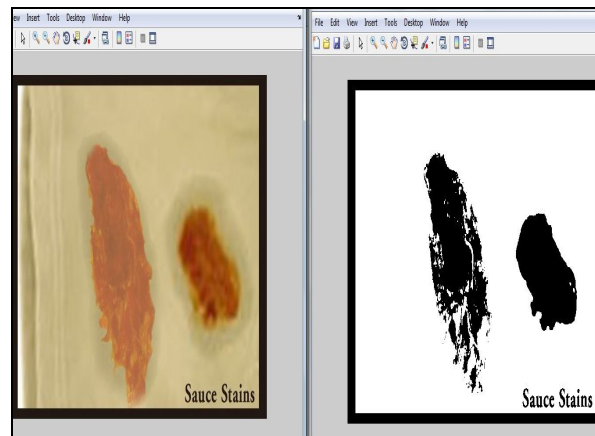 ew Insert Tools Desktop Window Help
File Edit View Insert Tools Desktop Window Help
Sauce Stains
Sauce Stains